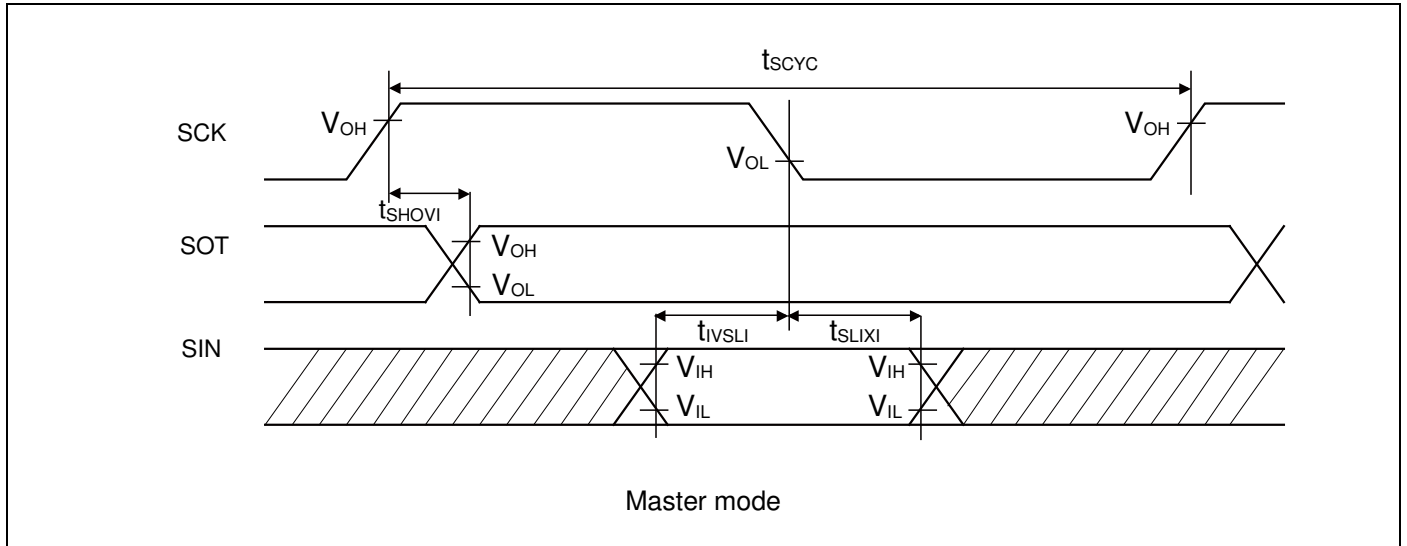 tSCYC
SCK
VOH
VOL
VOH
tSHOVI
SOT
VOH
VOL
SIN
tIVSLI
tSLIXI
VIH
VIH
VIL
VIL
Master mode